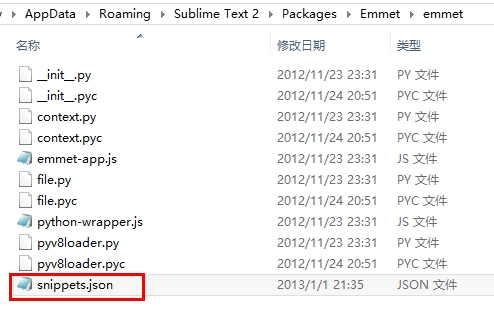 AppData ▸ Roaming ▸ Sublime Text 2 ▸ Packages ▸ Emmet ▸ emmet
名称 修改日期 类型
__init__.py 2012/11/23 23:31 PY 文件
__init__.pyc 2012/11/24 20:51 PYC 文件
context.py 2012/11/23 23:31 PY 文件
context.pyc 2012/11/24 20:51 PYC 文件
emmet-app.js 2012/11/23 23:31 JS 文件
file.py 2012/11/23 23:31 PY 文件
file.pyc 2012/11/24 20:51 PYC 文件
python-wrapper.js 2012/11/23 23:31 JS 文件
pyv8loader.py 2012/11/23 23:31 PY 文件
pyv8loader.pyc 2012/11/24 20:51 PYC 文件
snippets.json 2013/1/1 21:35 JSON 文件